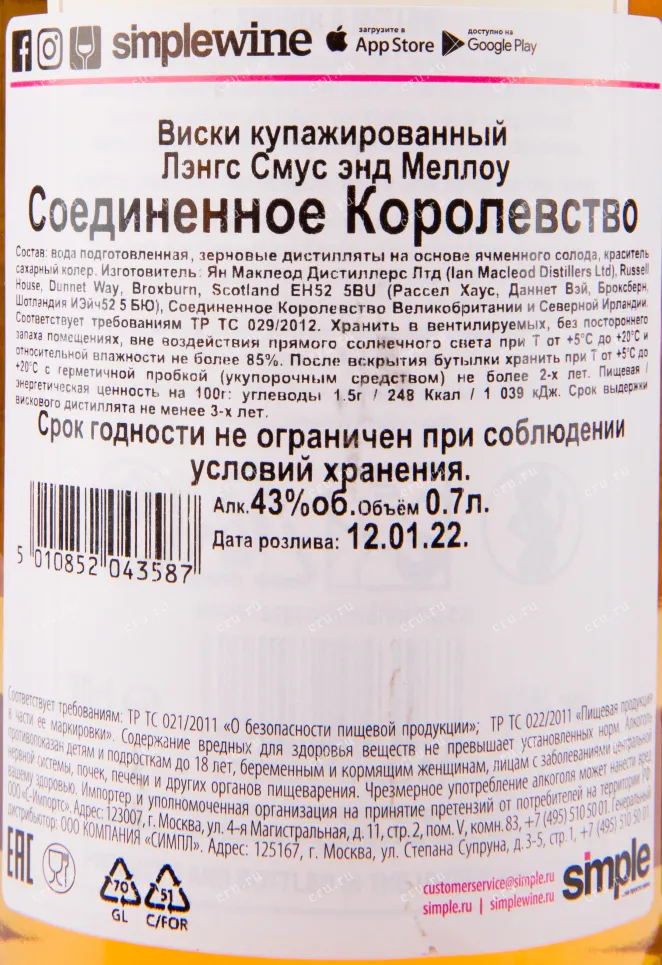 simplewine загрузите в App Store доступно на Google Play
Виски купажированный
Лэнгс Смус энд Меллоу
Соединенное Королевство
Состав: вода подготовленная, зерновые дистилляты на основе ячменного солода, краситель
сахарный колер. Изготовитель: Ян Маклеод Дистиллерс Лтд (Ian Macleod Distillers Ltd), Russell
House, Dunnet Way, Broxburn, Scotland EH52 5BU (Рассел Хаус, Даннет Вэй, Броксберн,
Шотландия ИЭйч52 5 БЮ), Соединенное Королевство Великобритании и Северной Ирландии.
Соответствует требованиям ТР ТС 029/2012. Хранить в вентилируемых, без постороннего
запаха помещениях, вне воздействия прямого солнечного света при Т от +5°С до +20°С и
относительной влажности не более 85%. После вскрытия бутылки хранить при Т от +5°С до
+20°С с герметичной пробкой (укупорочным средством) не более 2-х лет. Пищевая /
энергетическая ценность на 100г: углеводы 1.5г / 248 Ккал / 1 039 кДж. Срок выдержки
вискового дистиллята не менее 3-х лет.
Срок годности не ограничен при соблюдении
условий хранения.
Алк.43%об.Объём 0.7л.
Дата розлива: 12.01.22.
5 010852 043587
Соответствует требованиям: ТР ТС 021/2011 «О безопасности пищевой продукции»; ТР ТС 022/2011 «Пищевая продукция
в части ее маркировки». Содержание вредных для здоровья веществ не превышает установленных норм. Алкоголь
противопоказан детям и подросткам до 18 лет, беременным и кормящим женщинам, лицам с заболеваниями центральной
нервной системы, почек, печени и других органов пищеварения. Чрезмерное употребление алкоголя может нанести вред
вашему здоровью. Импортер и уполномоченная организация на принятие претензий от потребителей на территории РФ:
ООО «С-Импортс». Адрес: 123007, г. Москва, ул. 4-я Магистральная, д. 11, стр. 2, пом. V, комн. 83, +7 (495) 510 50 01. Генеральный
дистрибьютор: ООО КОМПАНИЯ «СИМПЛ». Адрес: 125167, г. Москва, ул. Степана Супруна, д. 3-5, стр. 1, +7 (495) 510 50 01.
EAC
70 51
GL C/FOR
customerservice@simple.ru
simple.ru | simplewine.ru
simple